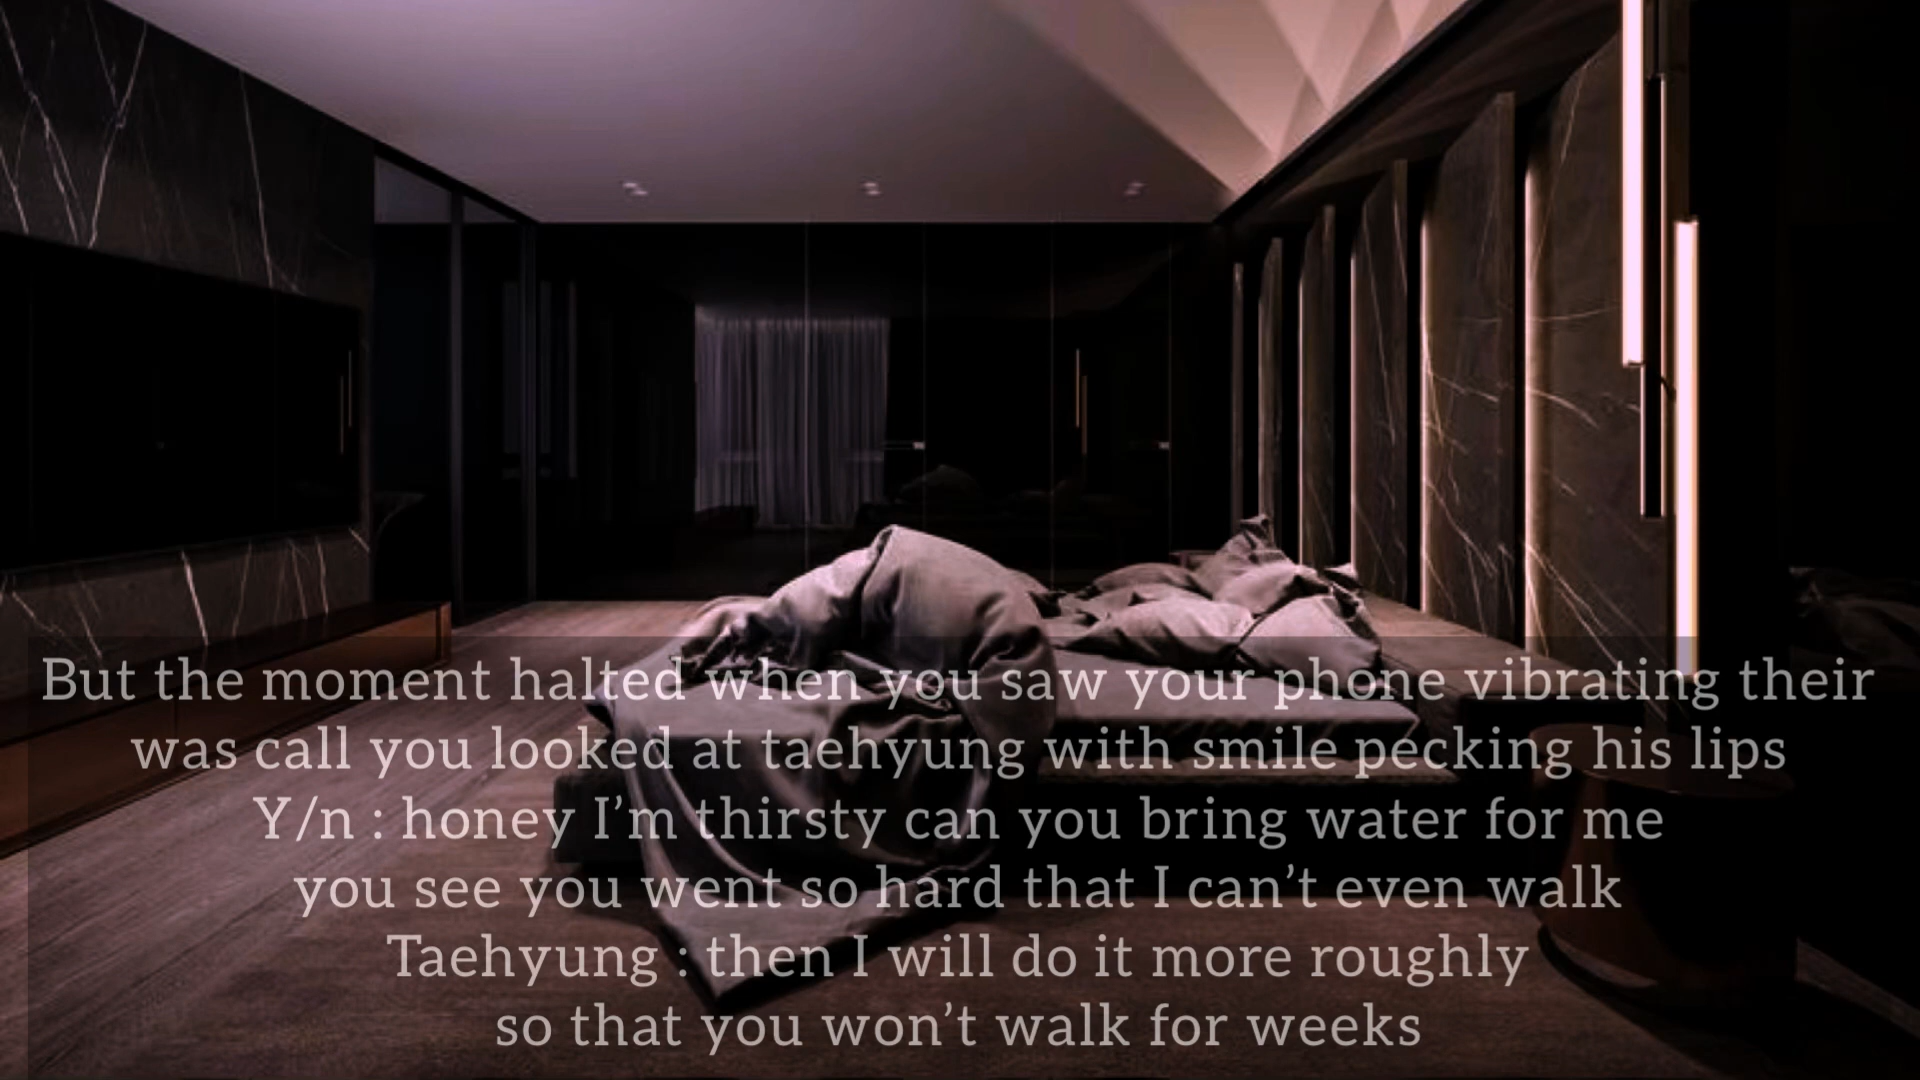 But the moment halted when you saw your phone vibrating their
was call you looked at taehyung with smile pecking his lips
Y/n : honey I’m thirsty can you bring water for me
you see you went so hard that I can’t even walk
Taehyung : then I will do it more roughly
so that you won’t walk for weeks